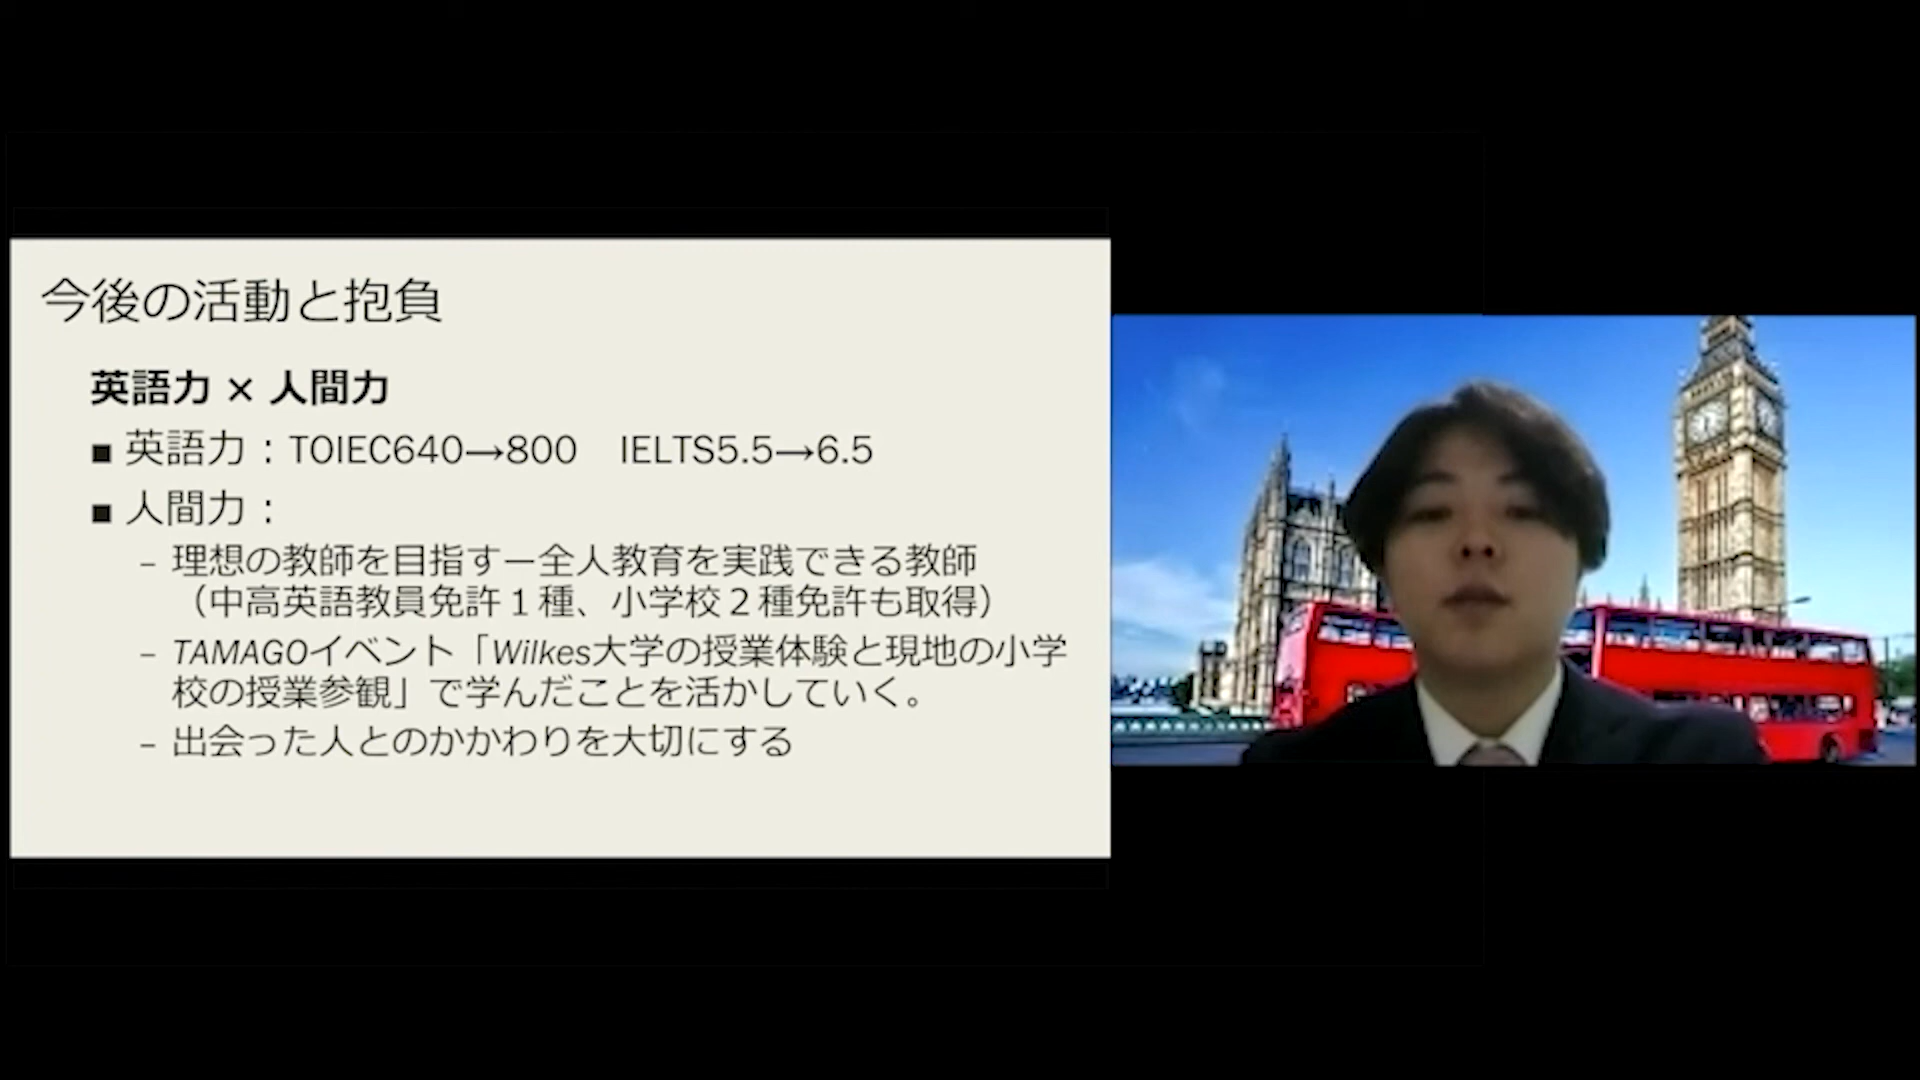 今後の活動と抱負
英語力 × 人間力
■ 英語力：TOIEC640→800　IELTS5.5→6.5
■ 人間力：
– 理想の教師を目指すー全人教育を実践できる教師
（中高英語教員免許１種、小学校２種免許も取得）
– TAMAGOイベント「Wilkes大学の授業体験と現地の小学
校の授業参観」で学んだことを活かしていく。
– 出会った人とのかかわりを大切にする